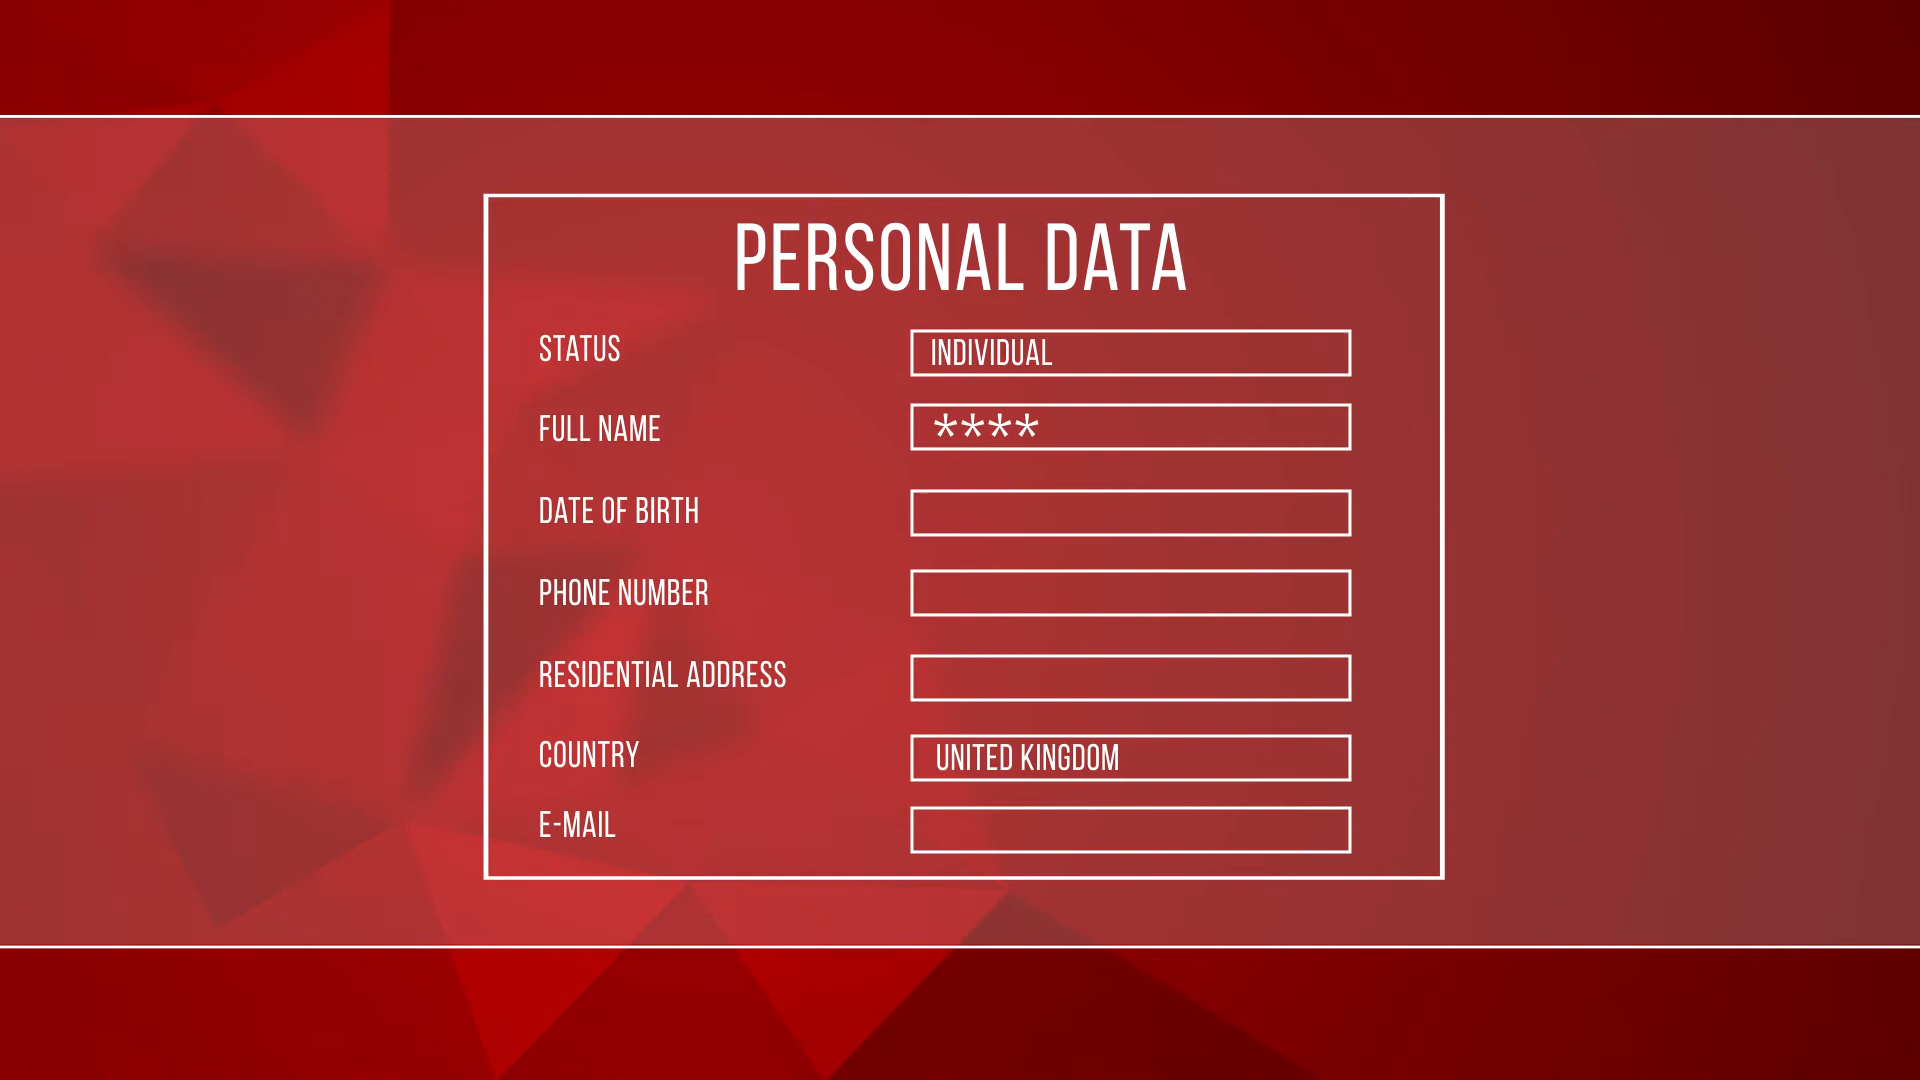 PERSONAL DATA
STATUS INDIVIDUAL
FULL NAME ****
DATE OF BIRTH
PHONE NUMBER
RESIDENTIAL ADDRESS
COUNTRY UNITED KINGDOM
E-MAIL